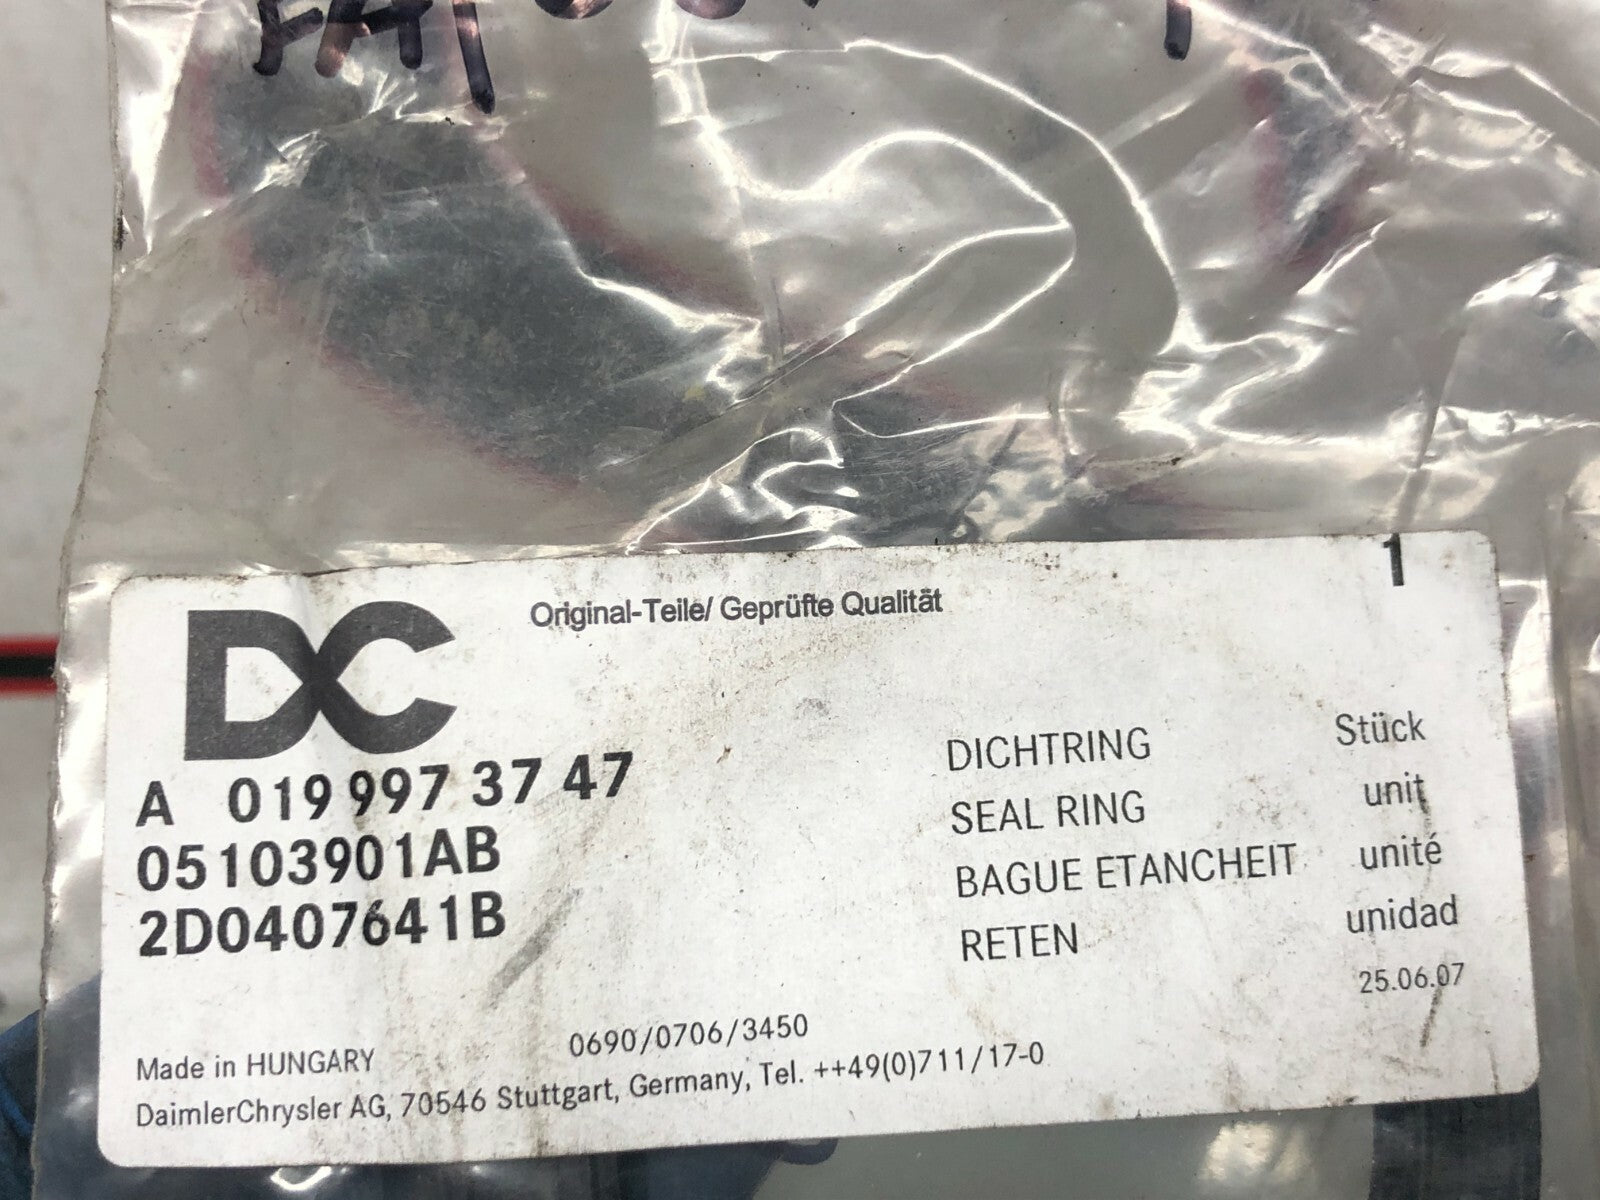 1
DC
Original-Teile/ Geprüfte Qualität
A 019 997 37 47
05103901AB
2D0407641B
DICHTRING Stück
SEAL RING unit
BAGUE ETANCHEIT unité
RETEN unidad
25.06.07
Made in HUNGARY 0690/0706/3450
DaimlerChrysler AG, 70546 Stuttgart, Germany, Tel. ++49(0)711/17-0